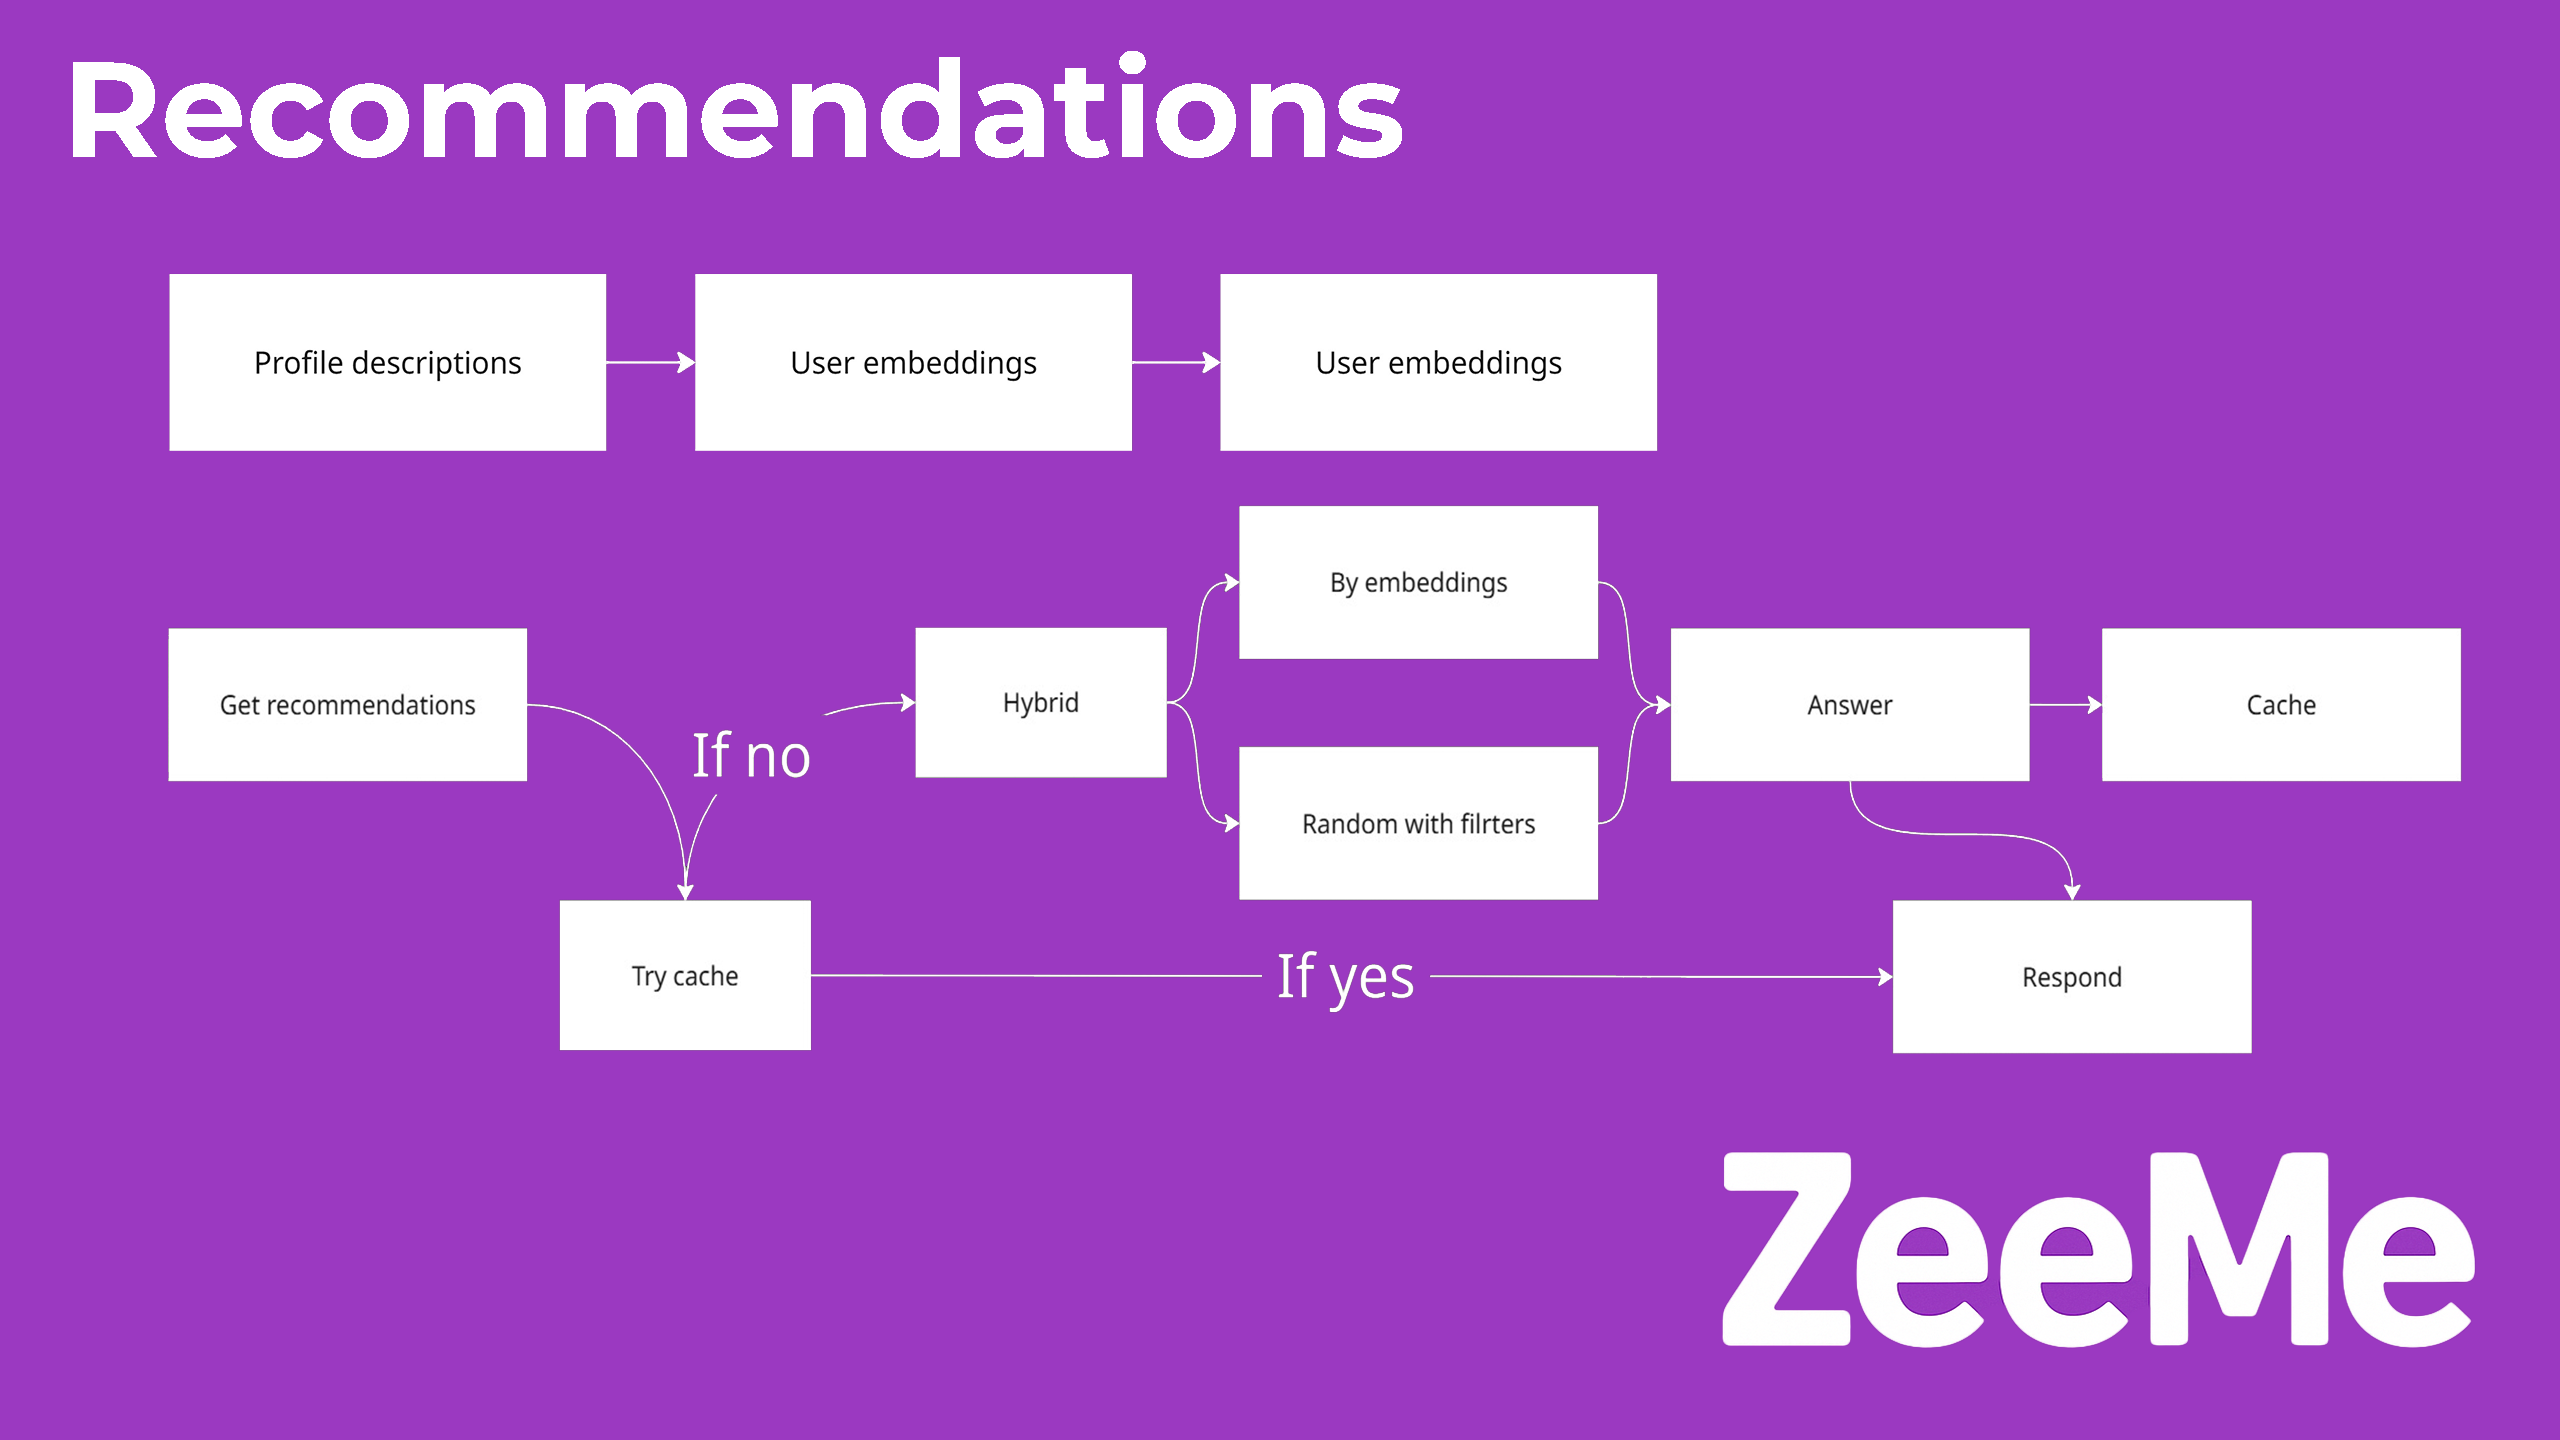 Recommendations
Profile descriptions
User embeddings
User embeddings
By embeddings
Get recommendations
If no
Hybrid
Answer
Cache
Random with filrters
Try cache
If yes
Respond
ZeeMe